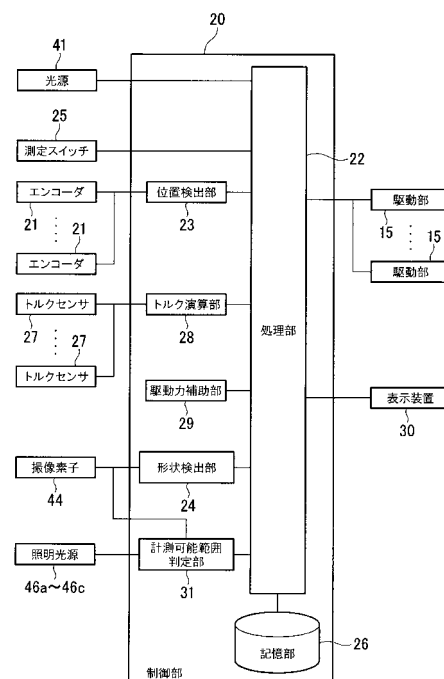 20
41
光源
25
測定スイッチ
22
エンコーダ
位置検出部
駆動部
21
23
15
21
15
エンコーダ
駆動部
トルクセンサ
トルク演算部
27
28
27
処理部
トルクセンサ
駆動力補助部
29
表示装置
30
撮像素子
形状検出部
44
24
照明光源
計測可能範囲
判定部
46a～46c
31
記憶部
26
制御部